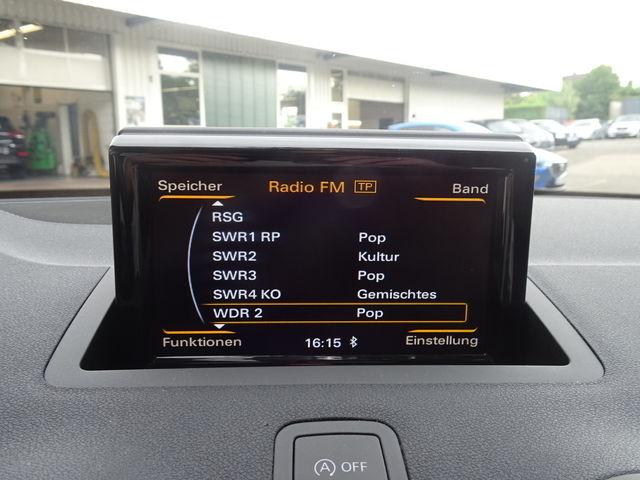 Speicher Radio FM TP Band
RSG
SWR1 RP Pop
SWR2 Kultur
SWR3 Pop
SWR4 KO Gemischtes
WDR 2 Pop
Funktionen 16:15 Einstellung
A OFF